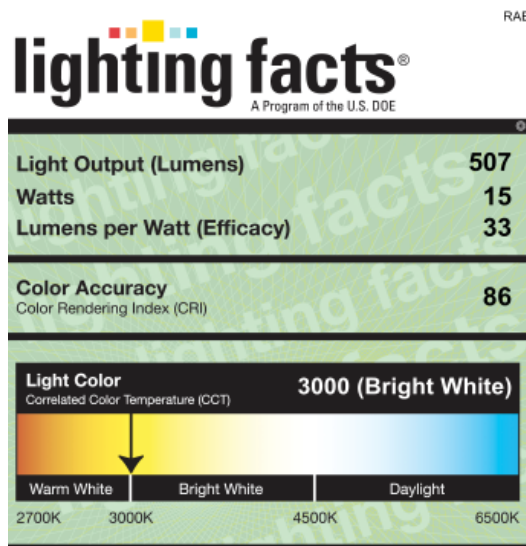 RAB
lighting facts®
A Program of the U.S. DOE
Light Output (Lumens) 507
Watts 15
Lumens per Watt (Efficacy) 33
Color Accuracy
Color Rendering Index (CRI) 86
Light Color
Correlated Color Temperature (CCT) 3000 (Bright White)
Warm White Bright White Daylight
2700K 3000K 4500K 6500K